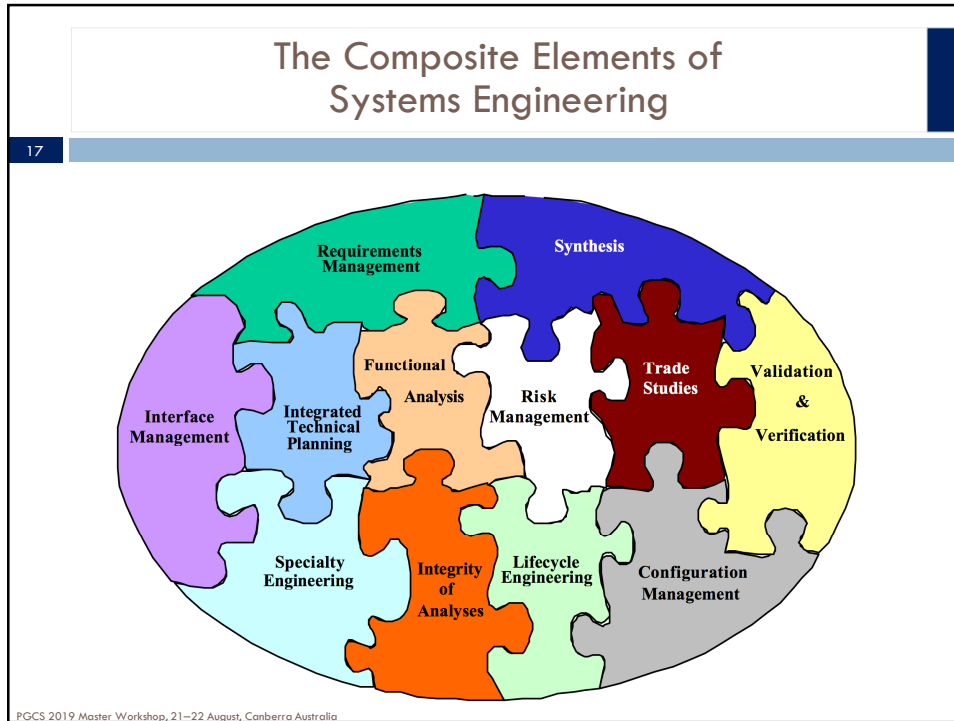 The Composite Elements of
Systems Engineering
17
Requirements
Management
Synthesis
Interface
Management
Integrated
Technical
Planning
Functional
Analysis
Risk
Management
Trade
Studies
Validation
&
Verification
Specialty
Engineering
Integrity
of
Analyses
Lifecycle
Engineering
Configuration
Management
PGCS 2019 Master Workshop, 21–22 August, Canberra Australia